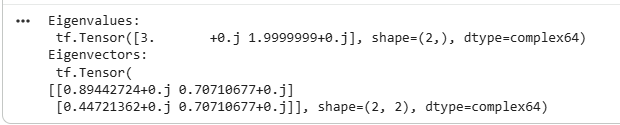 ••• Eigenvalues:
 tf.Tensor([3.       +0.j 1.9999999+0.j], shape=(2,), dtype=complex64)
Eigenvectors:
 tf.Tensor(
[[0.89442724+0.j 0.70710677+0.j]
 [0.44721362+0.j 0.70710677+0.j]], shape=(2, 2), dtype=complex64)